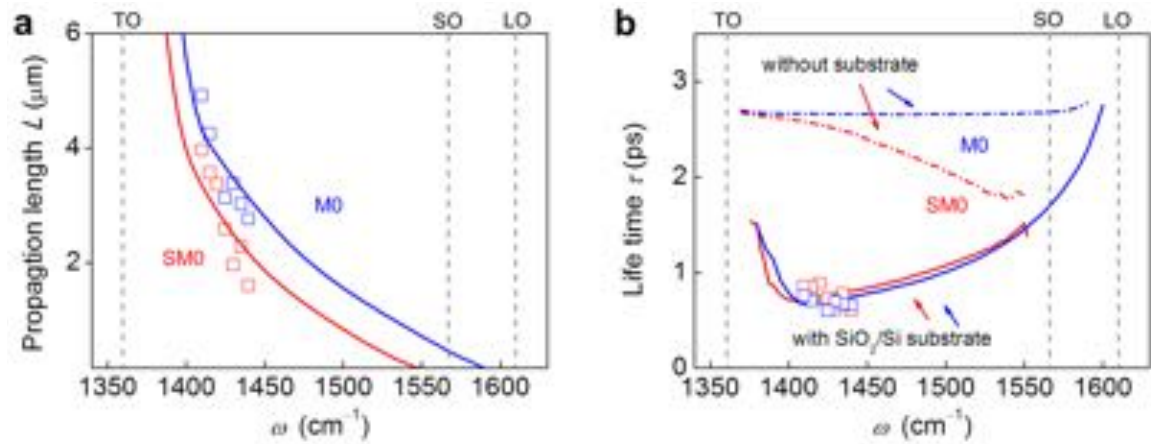 a
TO
SO
LO
Propagtion length L (μm)
6
4
2
M0
SM0
1350 1400 1450 1500 1550 1600
ω (cm⁻¹)
b
TO
SO
LO
Life time τ (ps)
3
2
1
0
without substrate
M0
SM0
with SiO₂/Si substrate
1350 1400 1450 1500 1550 1600
ω (cm⁻¹)